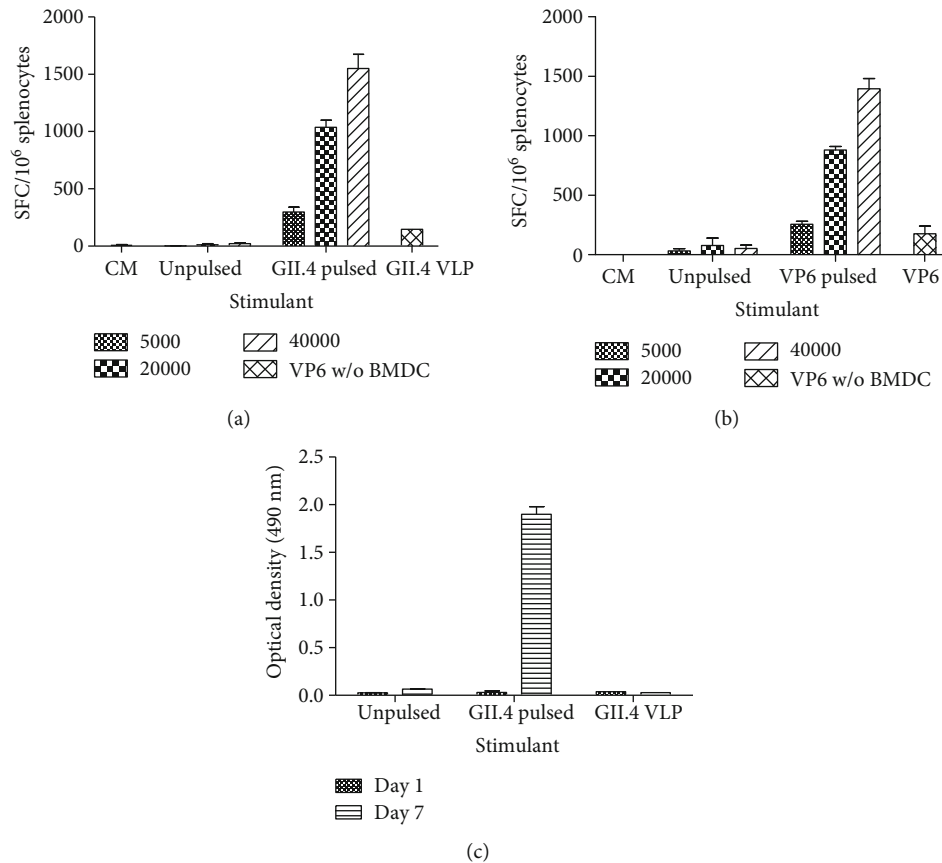 2000
1500
1000
500
0
SFC/10⁶ splenocytes
CM Unpulsed GII.4 pulsed GII.4 VLP
Stimulant
5000 40000
20000 VP6 w/o BMDC
(a)
2000
1500
1000
500
0
SFC/10⁶ splenocytes
CM Unpulsed VP6 pulsed VP6
Stimulant
5000 40000
20000 VP6 w/o BMDC
(b)
2.5
2.0
1.5
1.0
0.5
0.0
Optical density (490 nm)
Unpulsed GII.4 pulsed GII.4 VLP
Stimulant
Day 1
Day 7
(c)